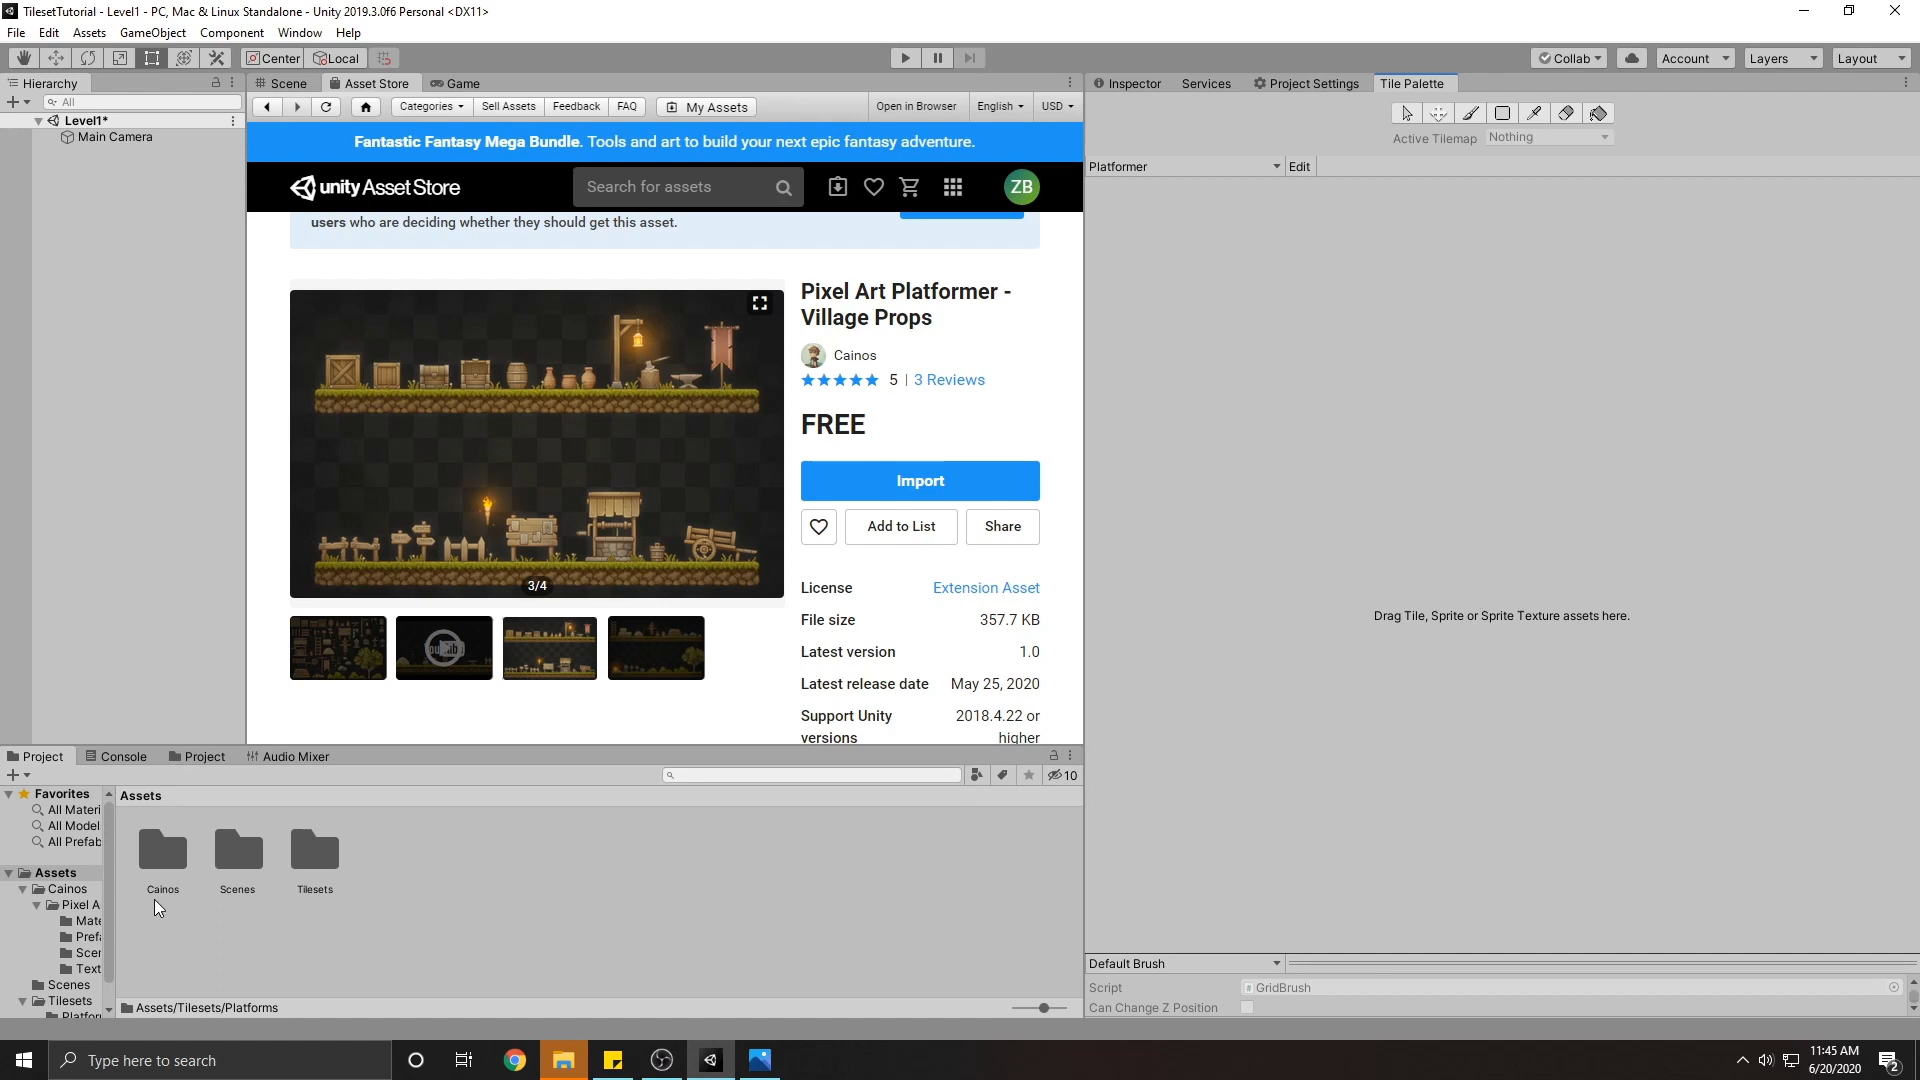 TilesetTutorial - Level1 - PC, Mac & Linux Standalone - Unity 2019.3.0f6 Personal <DX11>
File Edit Assets GameObject Component Window Help
Center Local Collab Account Layers Layout
Hierarchy Scene Asset Store Game Inspector Services Project Settings Tile Palette
All Categories Sell Assets Feedback FAQ My Assets Open in Browser English USD
Level1*
Main Camera
Fantastic Fantasy Mega Bundle. Tools and art to build your next epic fantasy adventure.
unity Asset Store Search for assets ZB
users who are deciding whether they should get this asset.
Pixel Art Platformer -
Village Props
Cainos
5 | 3 Reviews
FREE
Import
Add to List Share
3/4
License Extension Asset
File size 357.7 KB
Latest version 1.0
Latest release date May 25, 2020
Support Unity 2018.4.22 or
versions higher
Active Tilemap Nothing
Platformer Edit
Drag Tile, Sprite or Sprite Texture assets here.
Default Brush
Script GridBrush
Can Change Z Position
Project Console Project Audio Mixer
10
Favorites
All Materi
All Model
All Prefab
Assets
Cainos
Pixel A
Mate
Prefa
Scer
Text
Scenes
Tilesets
Platfor
Assets
Cainos Scenes Tilesets
Assets/Tilesets/Platforms
Type here to search
11:45 AM
6/20/2020
2